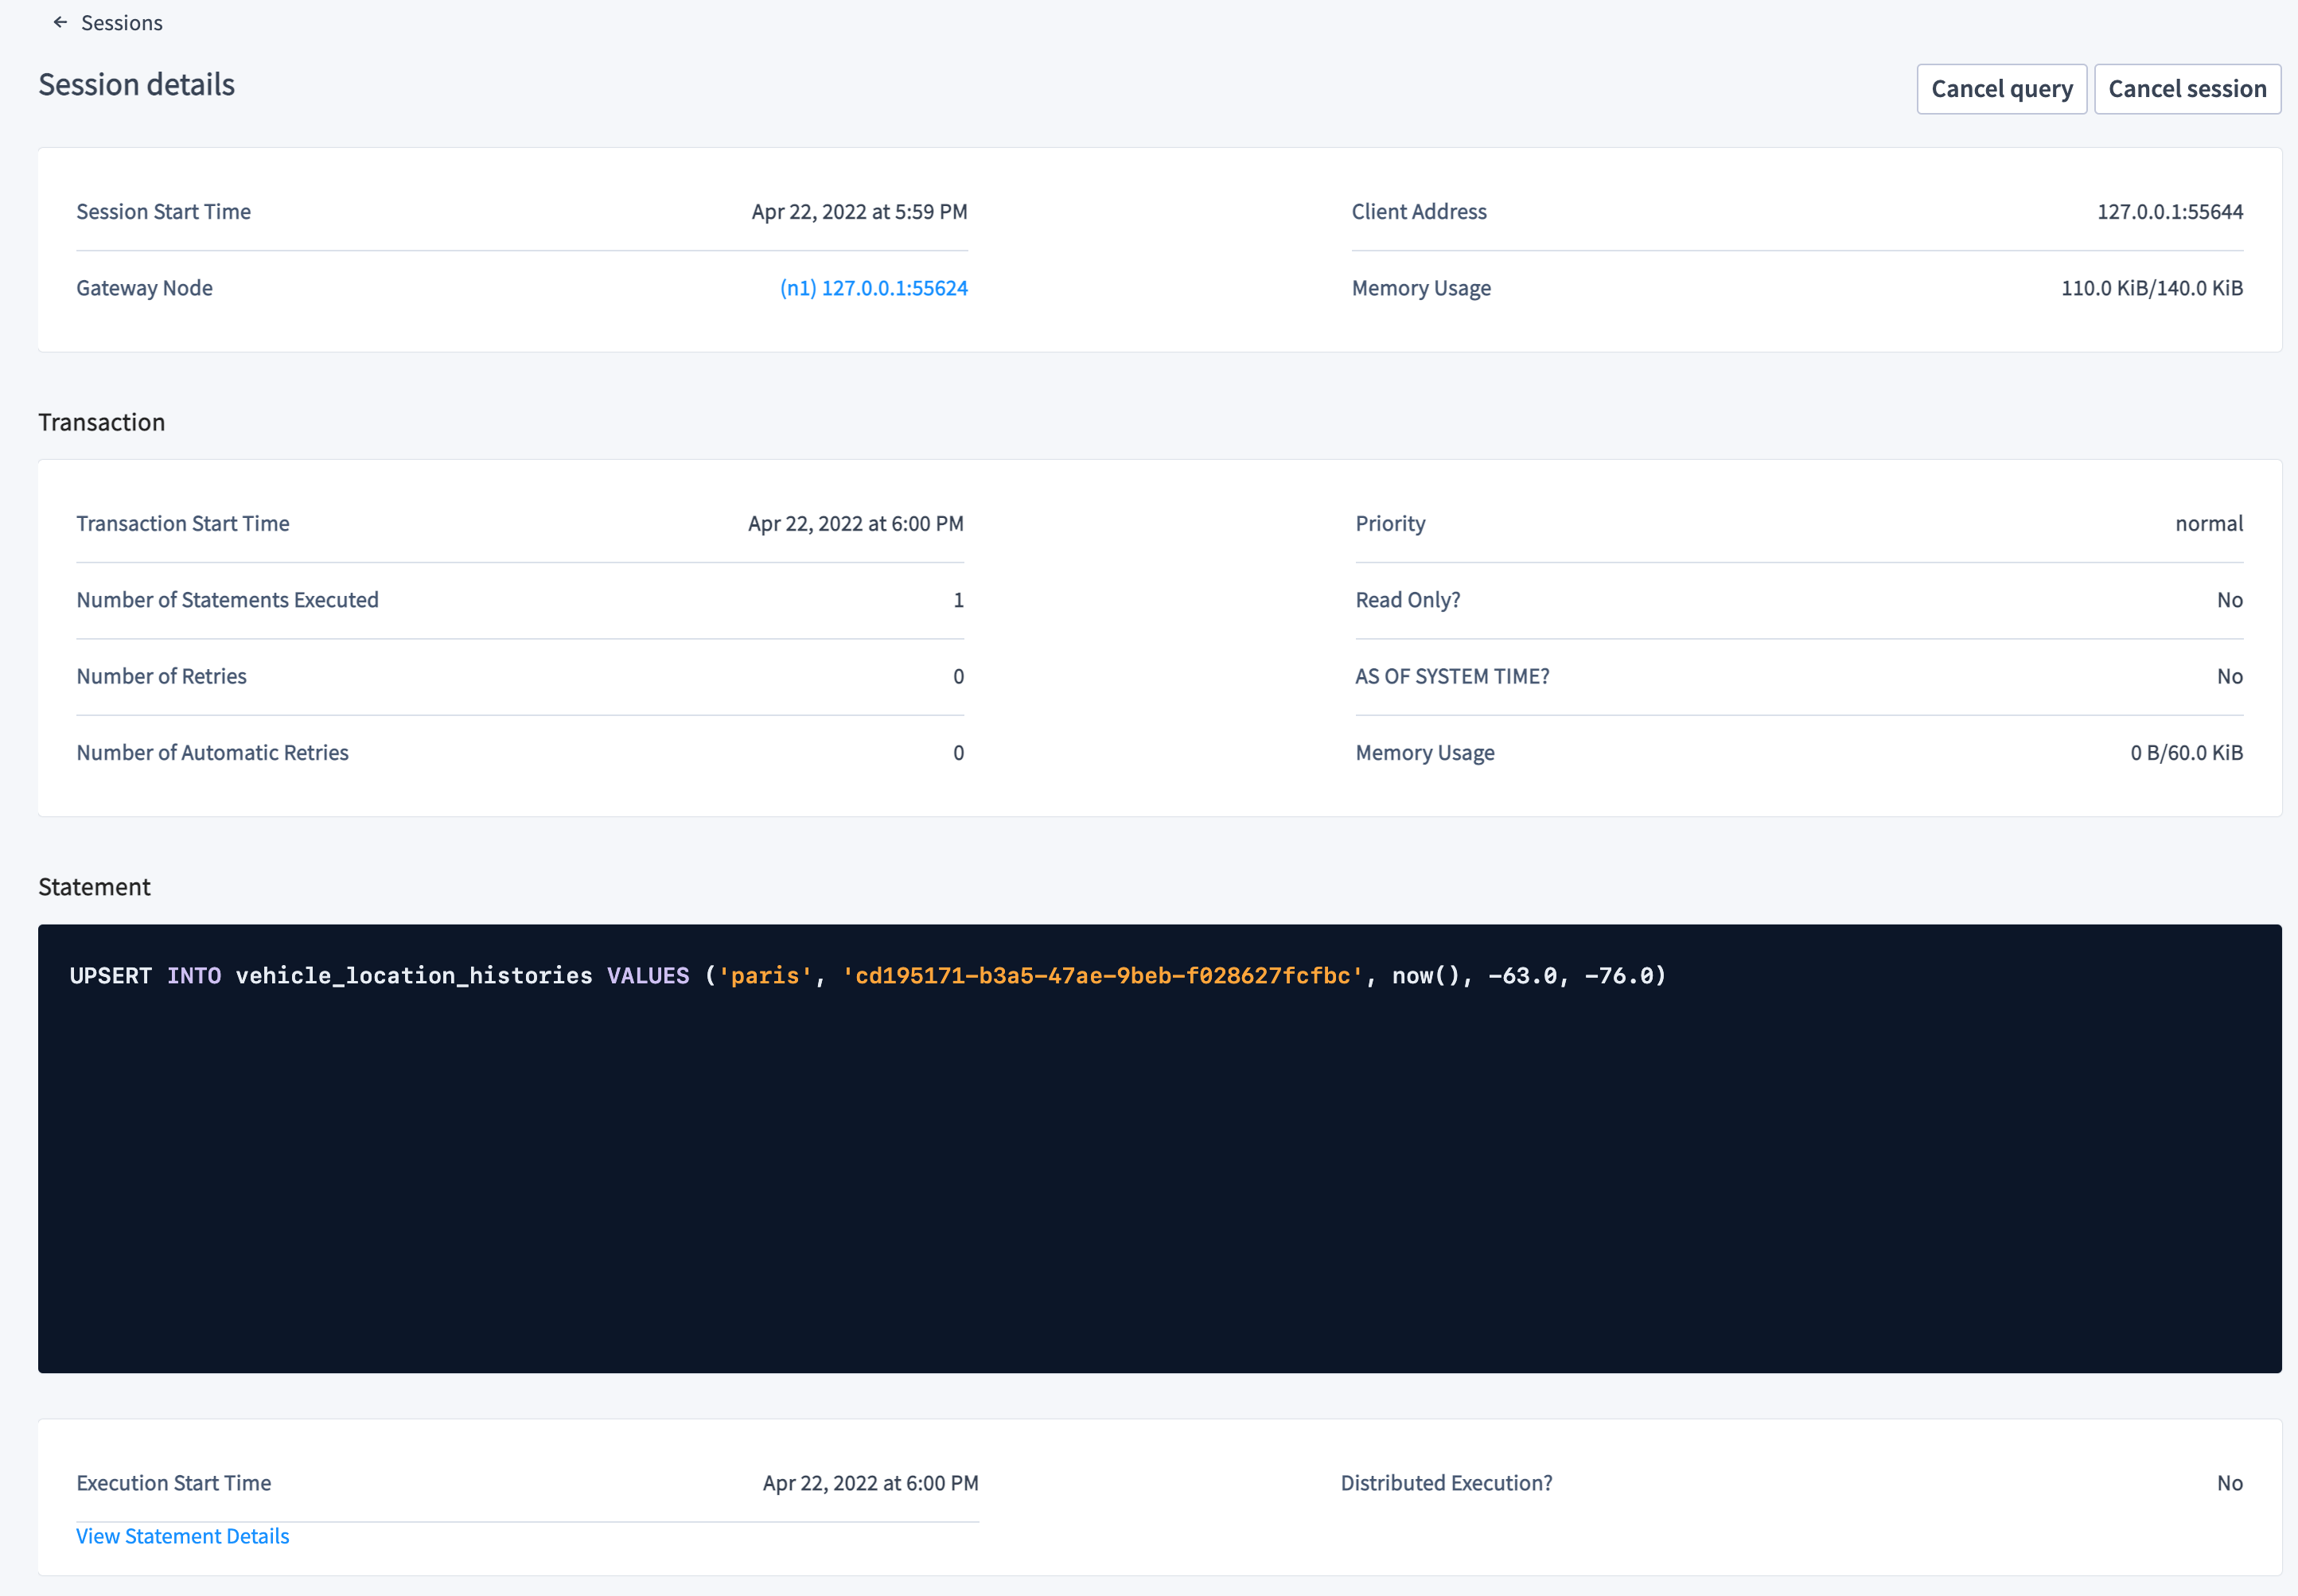 ← Sessions
Session details
Cancel query
Cancel session
Session Start Time Apr 22, 2022 at 5:59 PM
Client Address 127.0.0.1:55644
Gateway Node (n1) 127.0.0.1:55624
Memory Usage 110.0 KiB/140.0 KiB
Transaction
Transaction Start Time Apr 22, 2022 at 6:00 PM
Priority normal
Number of Statements Executed 1
Read Only? No
Number of Retries 0
AS OF SYSTEM TIME? No
Number of Automatic Retries 0
Memory Usage 0 B/60.0 KiB
Statement
UPSERT INTO vehicle_location_histories VALUES ('paris', 'cd195171-b3a5-47ae-9beb-f028627fcfbc', now(), -63.0, -76.0)
Execution Start Time Apr 22, 2022 at 6:00 PM
Distributed Execution? No
View Statement Details